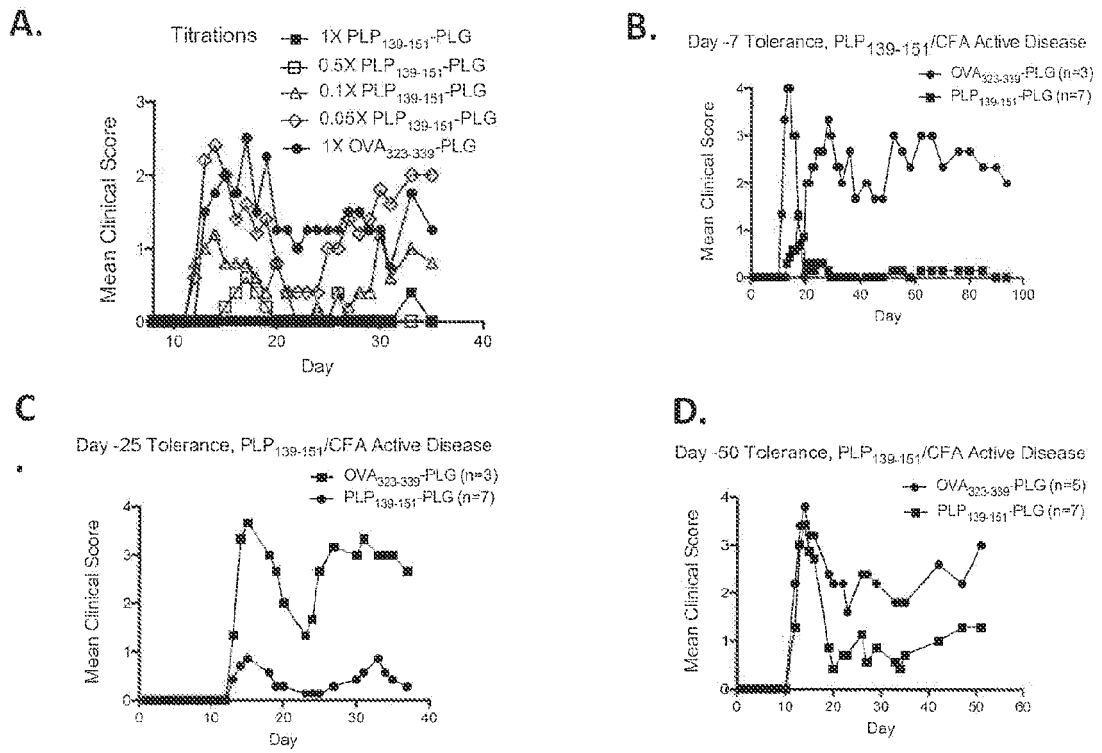 A.
Titrations
1X PLP139-151-PLG
0.5X PLP139-151-PLG
0.1X PLP139-151-PLG
0.05X PLP139-151-PLG
1X OVA323-339-PLG
Mean Clinical Score
3
2
1
0
10
20
30
40
Day
B.
Day -7 Tolerance, PLP139-151/CFA Active Disease
OVA323-339-PLG (n=3)
PLP139-151-PLG (n=7)
Mean Clinical Score
4
3
2
1
0
0
20
40
60
80
100
Day
C
.
Day -25 Tolerance, PLP139-151/CFA Active Disease
OVA323-339-PLG (n=3)
PLP139-151-PLG (n=7)
Mean Clinical Score
4
3
2
1
0
0
10
20
30
40
Day
D.
Day -50 Tolerance, PLP139-151/CFA Active Disease
OVA323-339-PLG (n=5)
PLP139-151-PLG (n=7)
Mean Clinical Score
4
3
2
1
0
0
10
20
30
40
50
60
Day